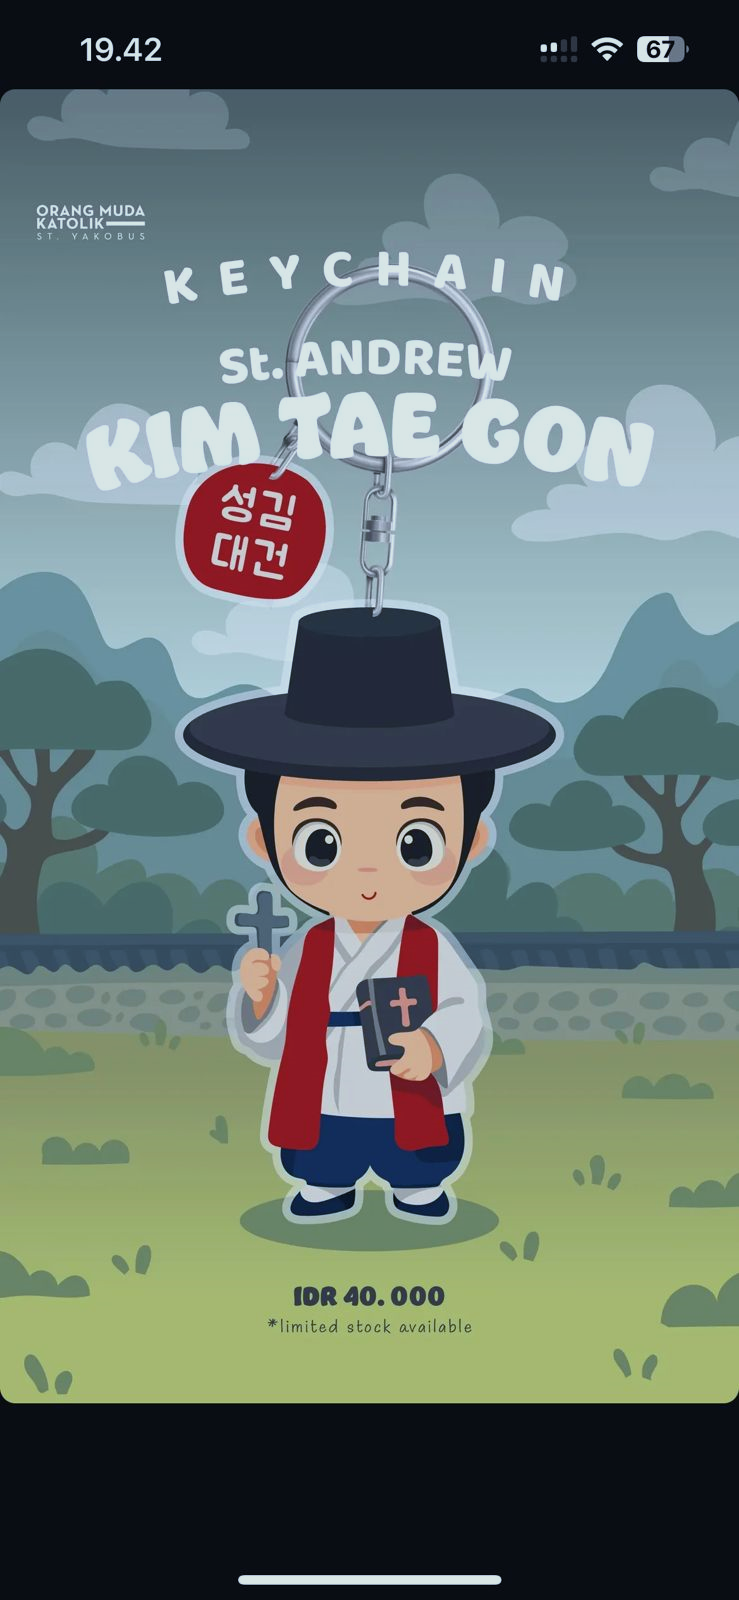 19.42
67
ORANG MUDA
KATOLIK
ST. YAKOBUS
KEYCHAIN
St. ANDREW
KIM TAE GON
성김
대건
IDR 40.000
*limited stock available